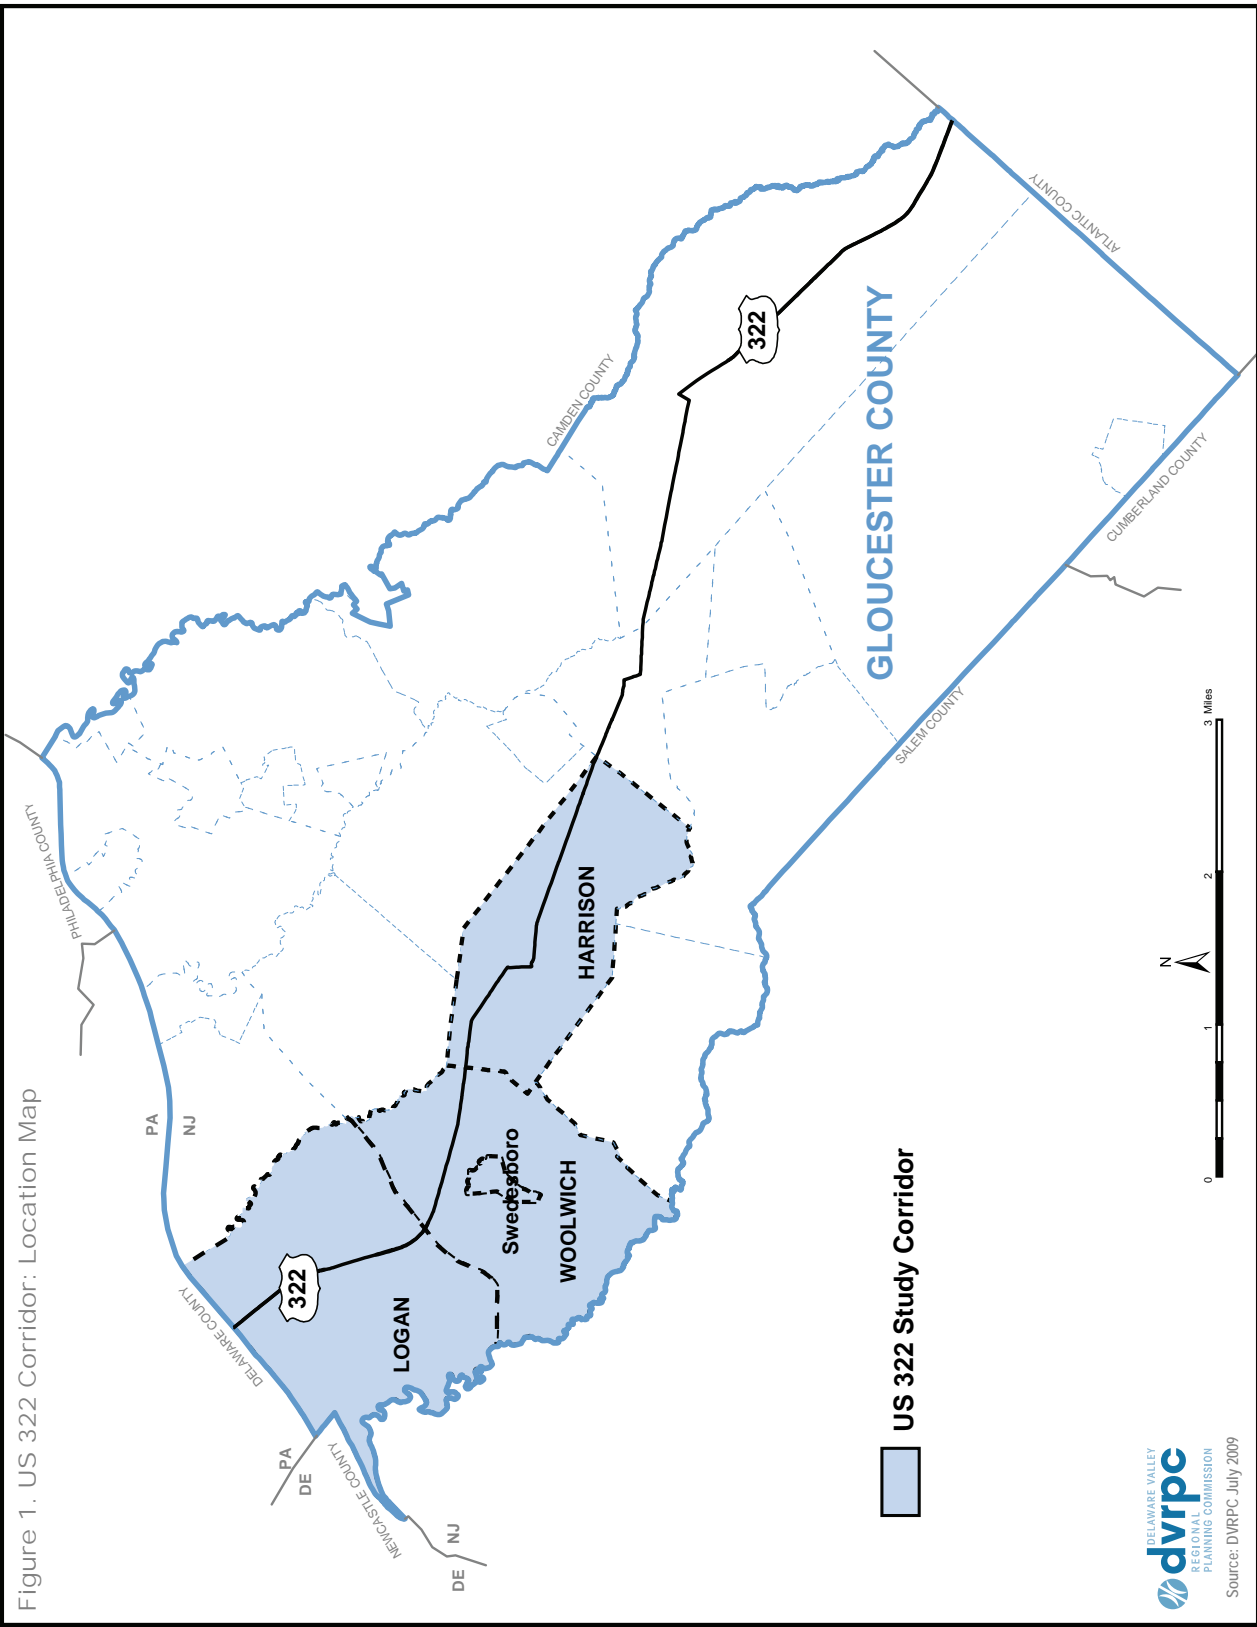 Figure 1. US 322 Corridor: Location Map
PHILADELPHIA COUNTY
PA
NJ
CAMDEN COUNTY
DELAWARE COUNTY
322
322
ATLANTIC COUNTY
PA
DE
NEWCASTLE COUNTY
LOGAN
Swedesboro
WOOLWICH
HARRISON
GLOUCESTER COUNTY
DE
NJ
SALEM COUNTY
CUMBERLAND COUNTY
US 322 Study Corridor
N
0 1 2 3 Miles
DELAWARE VALLEY
dvrpc
REGIONAL
PLANNING COMMISSION
Source: DVRPC July 2009